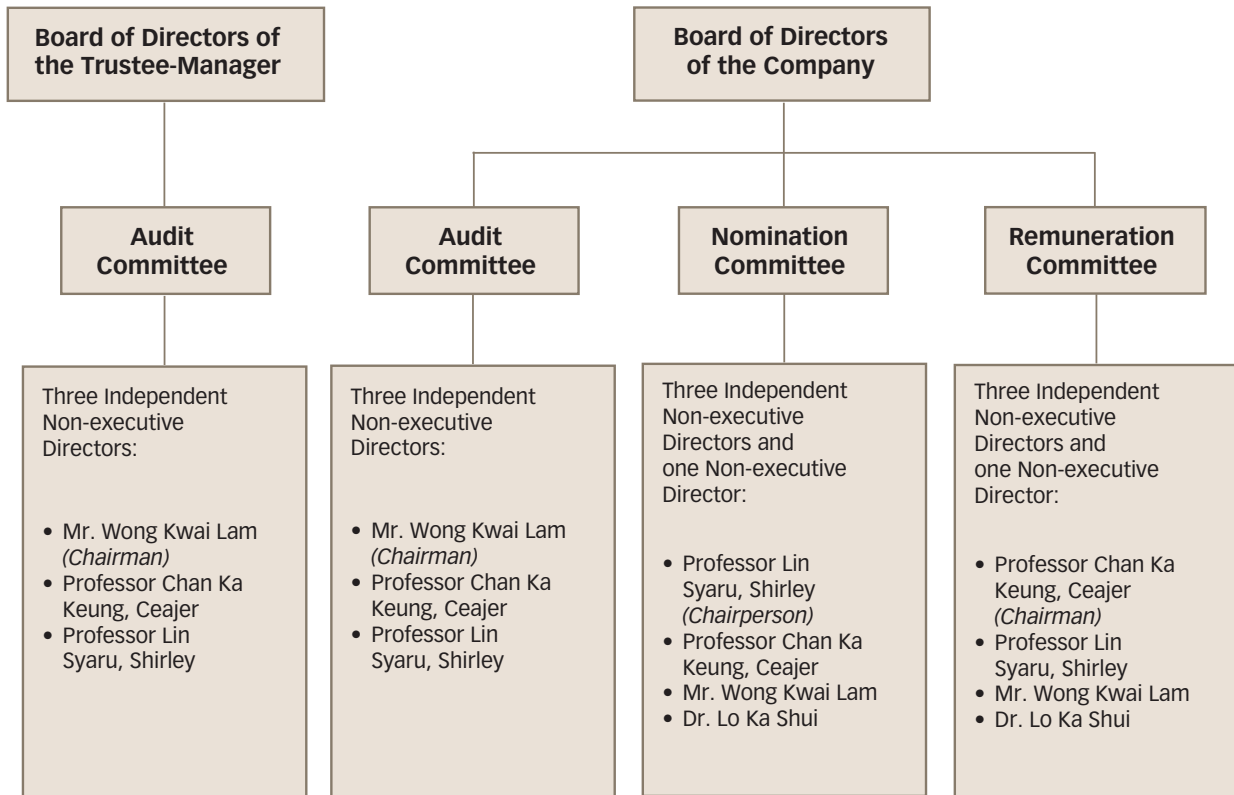 Board of Directors of
the Trustee-Manager
Board of Directors
of the Company
Audit
Committee
Audit
Committee
Nomination
Committee
Remuneration
Committee
Three Independent
Non-executive
Directors:
• Mr. Wong Kwai Lam
(Chairman)
• Professor Chan Ka
Keung, Ceajer
• Professor Lin
Syaru, Shirley
Three Independent
Non-executive
Directors:
• Mr. Wong Kwai Lam
(Chairman)
• Professor Chan Ka
Keung, Ceajer
• Professor Lin
Syaru, Shirley
Three Independent
Non-executive
Directors and
one Non-executive
Director:
• Professor Lin
Syaru, Shirley
(Chairperson)
• Professor Chan Ka
Keung, Ceajer
• Mr. Wong Kwai Lam
• Dr. Lo Ka Shui
Three Independent
Non-executive
Directors and
one Non-executive
Director:
• Professor Chan Ka
Keung, Ceajer
(Chairman)
• Professor Lin
Syaru, Shirley
• Mr. Wong Kwai Lam
• Dr. Lo Ka Shui